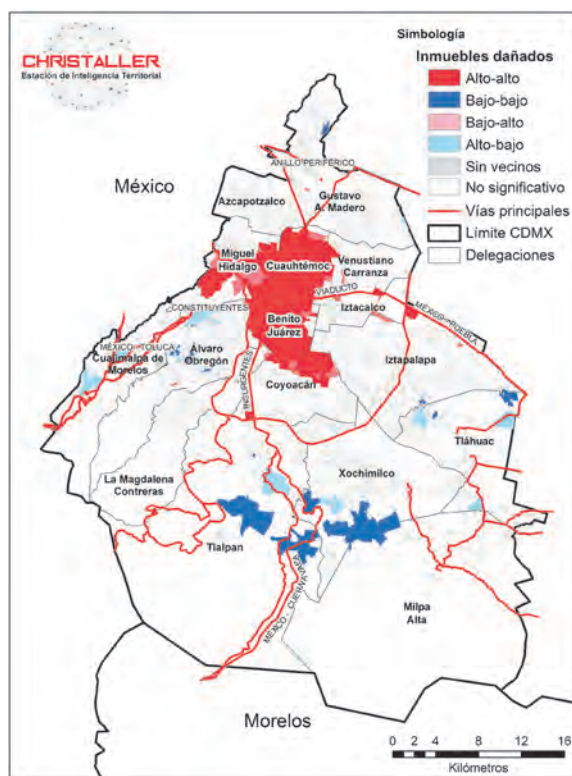 CHRISTALLER
Estación de Inteligencia Territorial
Simbología
Inmuebles dañados
Alto-alto
Bajo-bajo
Bajo-alto
Alto-bajo
Sin vecinos
No significativo
Vías principales
Límite CDMX
Delegaciones
México
ANILLO PERIFÉRICO
Azcapotzalco
Gustavo
A. Madero
Miguel
Hidalgo
Cuauhtémoc
Venustiano
Carranza
VIADUCTO
CONSTITUYENTES
Iztacalco
MÉXICO-PUEBLA
Benito
Juárez
MÉXICO-TOLUCA
Cuajimalpa de
Morelos
Álvaro
Obregón
Iztapalapa
INSURGENTES
Coyoacán
Tláhuac
La Magdalena
Contreras
Xochimilco
Tlalpan
MÉXICO - CUERNAVACA
Milpa
Alta
Morelos
0 2 4 8 12 16
Kilómetros